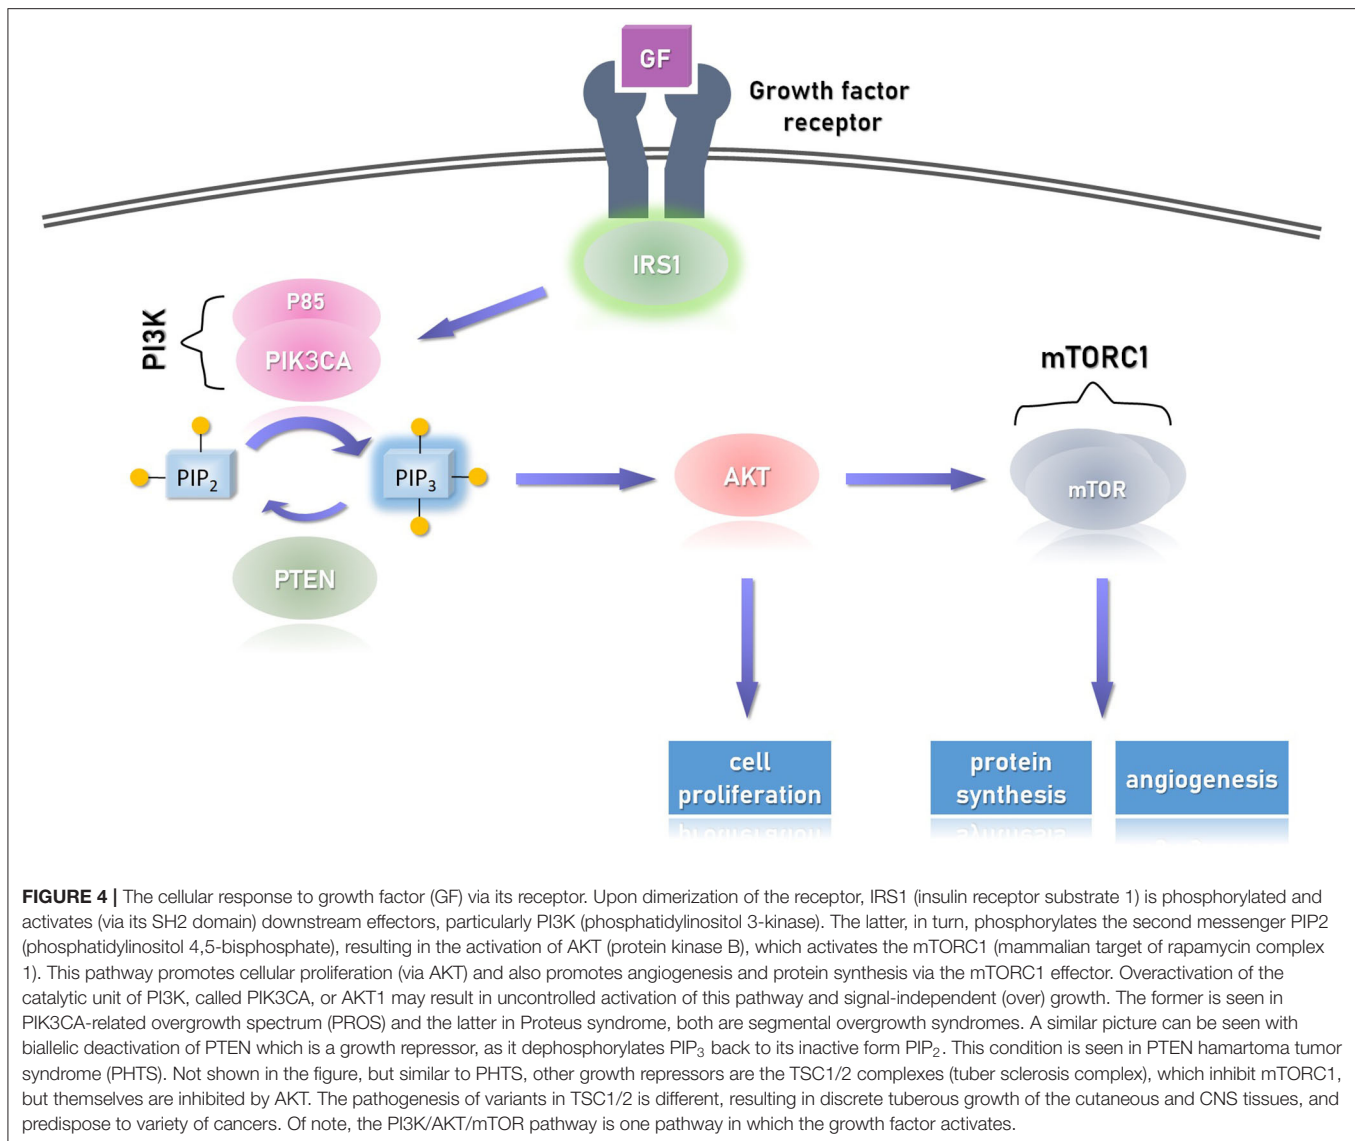 GF
Growth factor
receptor
IRS1
PI3K
P85
PIK3CA
mTORC1
PIP2
PIP3
AKT
mTOR
PTEN
cell
proliferation
protein
synthesis
angiogenesis
FIGURE 4 | The cellular response to growth factor (GF) via its receptor. Upon dimerization of the receptor, IRS1 (insulin receptor substrate 1) is phosphorylated and
activates (via its SH2 domain) downstream effectors, particularly PI3K (phosphatidylinositol 3-kinase). The latter, in turn, phosphorylates the second messenger PIP2
(phosphatidylinositol 4,5-bisphosphate), resulting in the activation of AKT (protein kinase B), which activates the mTORC1 (mammalian target of rapamycin complex
1). This pathway promotes cellular proliferation (via AKT) and also promotes angiogenesis and protein synthesis via the mTORC1 effector. Overactivation of the
catalytic unit of PI3K, called PIK3CA, or AKT1 may result in uncontrolled activation of this pathway and signal-independent (over) growth. The former is seen in
PIK3CA-related overgrowth spectrum (PROS) and the latter in Proteus syndrome, both are segmental overgrowth syndromes. A similar picture can be seen with
biallelic deactivation of PTEN which is a growth repressor, as it dephosphorylates PIP3 back to its inactive form PIP2. This condition is seen in PTEN hamartoma tumor
syndrome (PHTS). Not shown in the figure, but similar to PHTS, other growth repressors are the TSC1/2 complexes (tuber sclerosis complex), which inhibit mTORC1,
but themselves are inhibited by AKT. The pathogenesis of variants in TSC1/2 is different, resulting in discrete tuberous growth of the cutaneous and CNS tissues, and
predispose to variety of cancers. Of note, the PI3K/AKT/mTOR pathway is one pathway in which the growth factor activates.